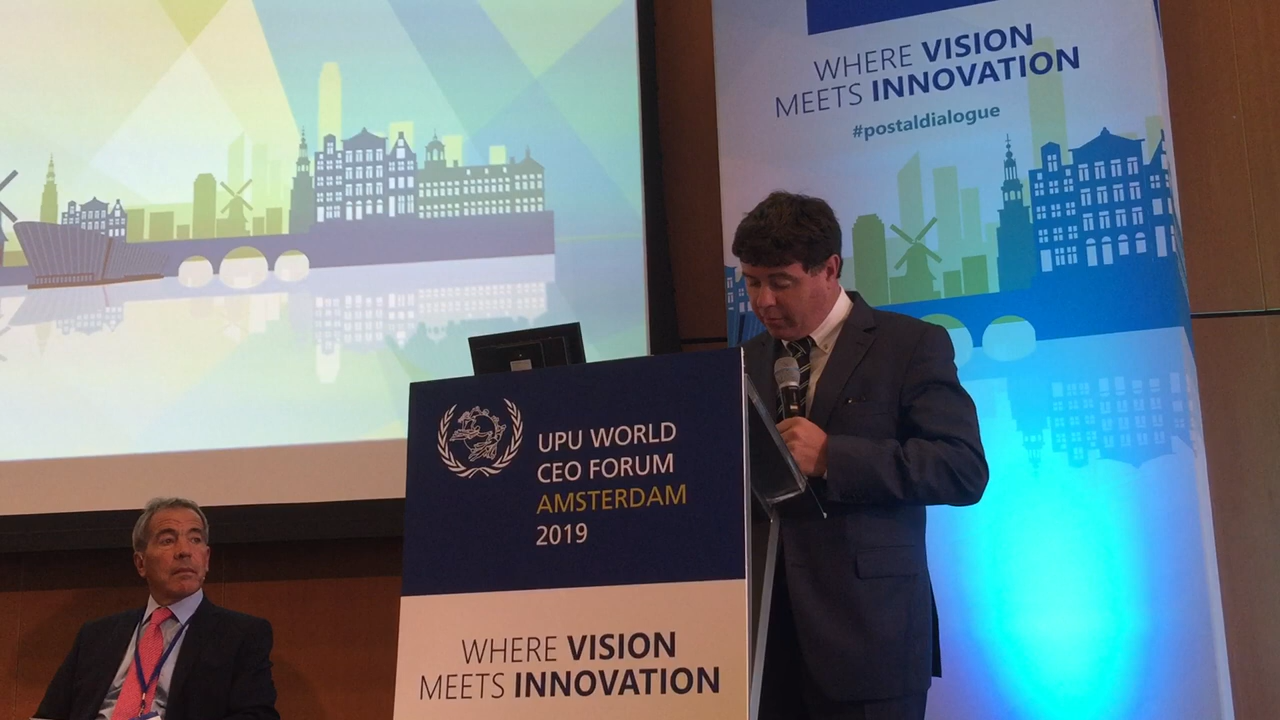 WHERE VISION
MEETS INNOVATION
#postaldialogue
UPU WORLD
CEO FORUM
AMSTERDAM
2019
WHERE VISION
MEETS INNOVATION